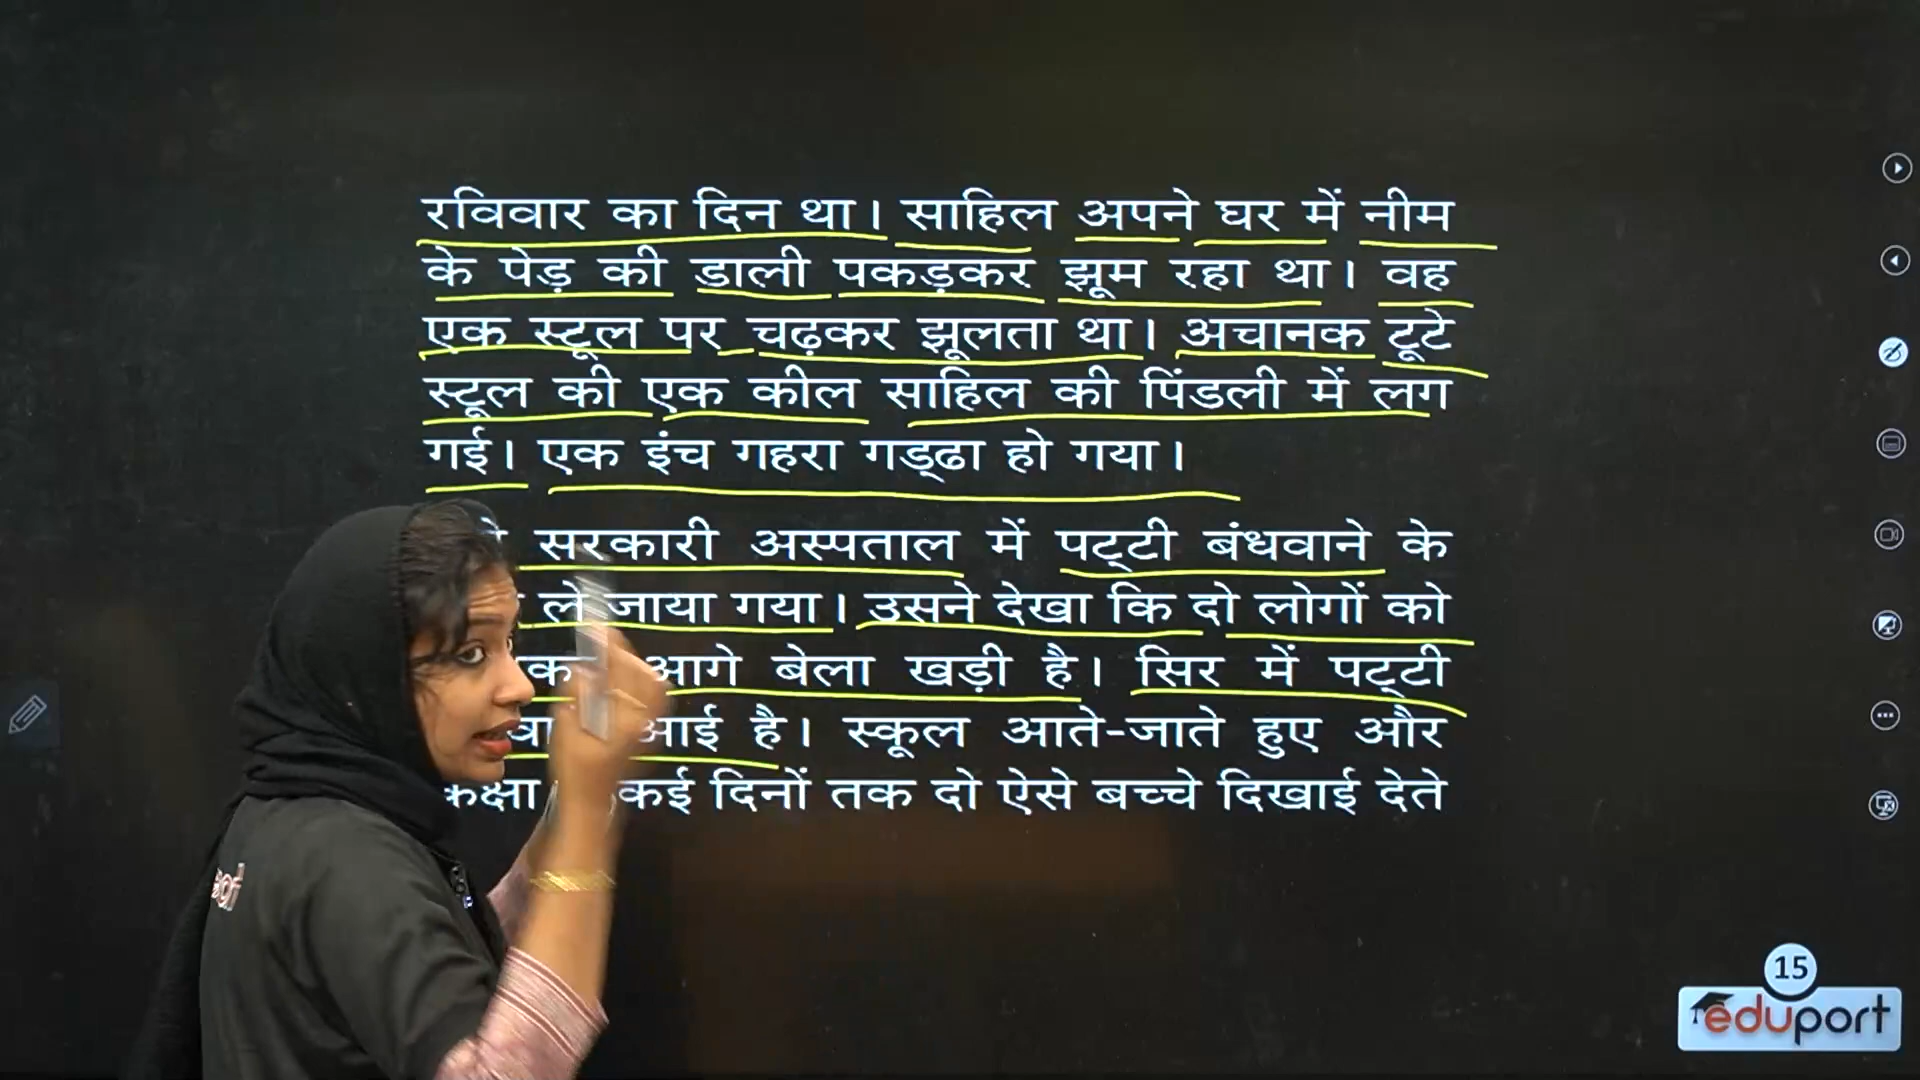 रविवार का दिन था। साहिल अपने घर में नीम
के पेड़ की डाली पकड़कर झूम रहा था। वह
एक स्टूल पर चढ़कर झूलता था। अचानक टूटे
स्टूल की एक कील साहिल की पिंडली में लग
गई। एक इंच गहरा गड्ढा हो गया।
सरकारी अस्पताल में पट्टी बंधवाने के
ले जाया गया। उसने देखा कि दो लोगों को
आगे बेला खड़ी है। सिर में पट्टी
आई है। स्कूल आते-जाते हुए और
कक्षा कई दिनों तक दो ऐसे बच्चे दिखाई देते
15
eduport